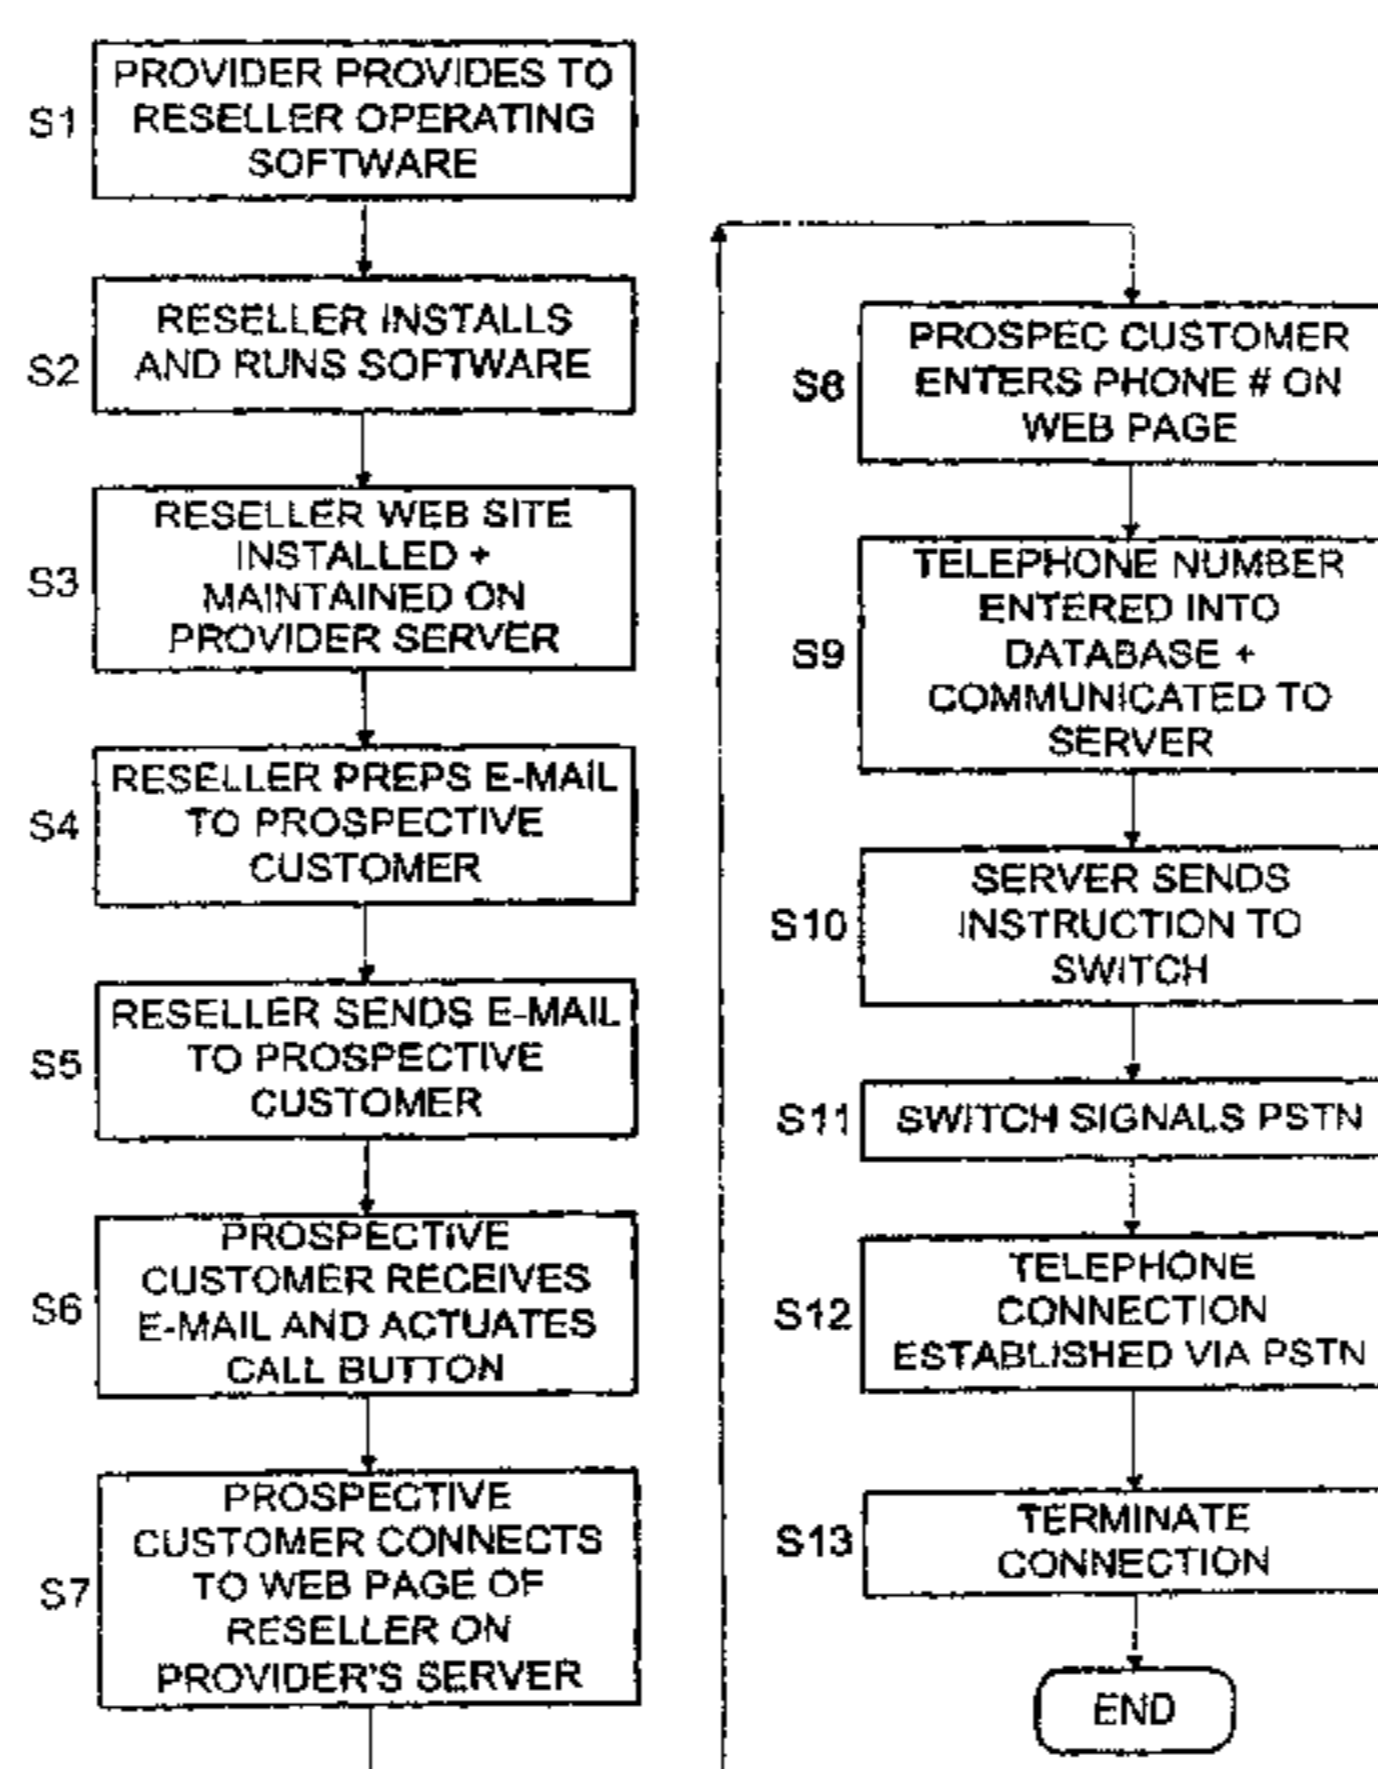 S1
PROVIDER PROVIDES TO
RESELLER OPERATING
SOFTWARE
S2
RESELLER INSTALLS
AND RUNS SOFTWARE
S3
RESELLER WEB SITE
INSTALLED +
MAINTAINED ON
PROVIDER SERVER
S4
RESELLER PREPS E-MAIL
TO PROSPECTIVE
CUSTOMER
S5
RESELLER SENDS E-MAIL
TO PROSPECTIVE
CUSTOMER
S6
PROSPECTIVE
CUSTOMER RECEIVES
E-MAIL AND ACTUATES
CALL BUTTON
S7
PROSPECTIVE
CUSTOMER CONNECTS
TO WEB PAGE OF
RESELLER ON
PROVIDER'S SERVER
S8
PROSPEC CUSTOMER
ENTERS PHONE # ON
WEB PAGE
S9
TELEPHONE NUMBER
ENTERED INTO
DATABASE +
COMMUNICATED TO
SERVER
S10
SERVER SENDS
INSTRUCTION TO
SWITCH
S11
SWITCH SIGNALS PSTN
S12
TELEPHONE
CONNECTION
ESTABLISHED VIA PSTN
S13
TERMINATE
CONNECTION
END